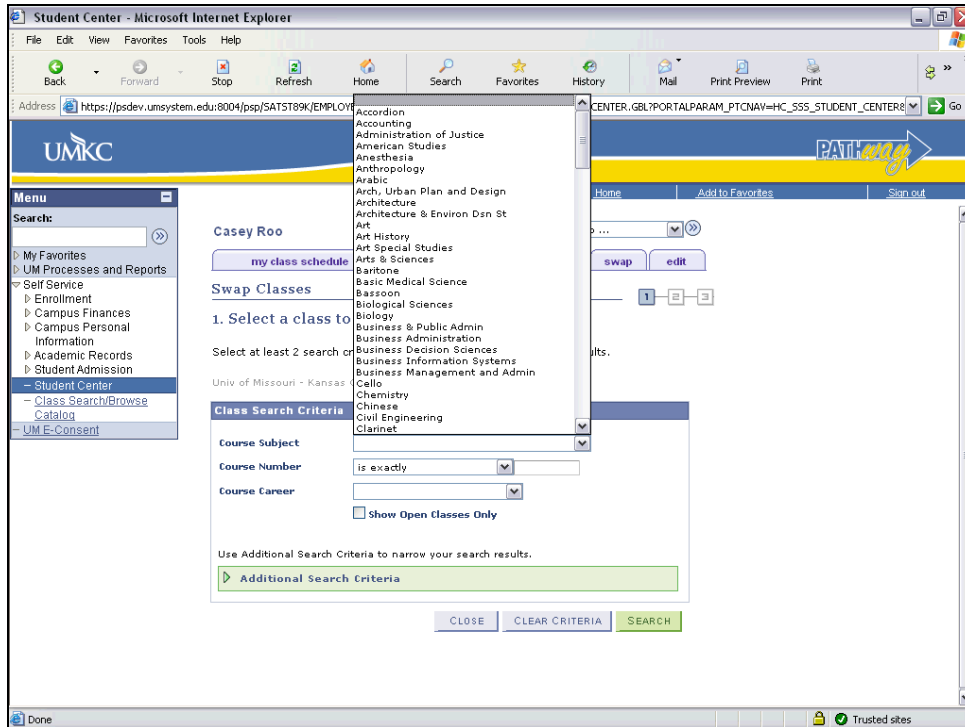 Student Center - Microsoft Internet Explorer
File Edit View Favorites Tools Help
Back Forward Stop Refresh Home Search Favorites History Mail Print Preview Print
Address https://psdev.umsystem.edu:8004/psp/SATST89K/EMPLOYE CENTER.GBL?PORTALPARAM_PTCNAV=HC_SSS_STUDENT_CENTER& Go
UMKC
PATHway
Home Add to Favorites Sign out
Menu
Search:
My Favorites
UM Processes and Reports
Self Service
Enrollment
Campus Finances
Campus Personal
Information
Academic Records
Student Admission
Student Center
Class Search/Browse
Catalog
UM E-Consent
Casey Roo
...
my class schedule swap edit
Swap Classes
1 2 3
1. Select a class to
Select at least 2 search cr lts.
Univ of Missouri - Kansas
Accordion
Accounting
Administration of Justice
American Studies
Anesthesia
Anthropology
Arabic
Arch, Urban Plan and Design
Architecture
Architecture & Environ Dsn St
Art
Art History
Art Special Studies
Arts & Sciences
Baritone
Basic Medical Science
Bassoon
Biological Sciences
Biology
Business & Public Admin
Business Administration
Business Decision Sciences
Business Information Systems
Business Management and Admin
Cello
Chemistry
Chinese
Civil Engineering
Clarinet
Class Search Criteria
Course Subject
Course Number is exactly
Course Career
Show Open Classes Only
Use Additional Search Criteria to narrow your search results.
Additional Search Criteria
CLOSE CLEAR CRITERIA SEARCH
Done Trusted sites